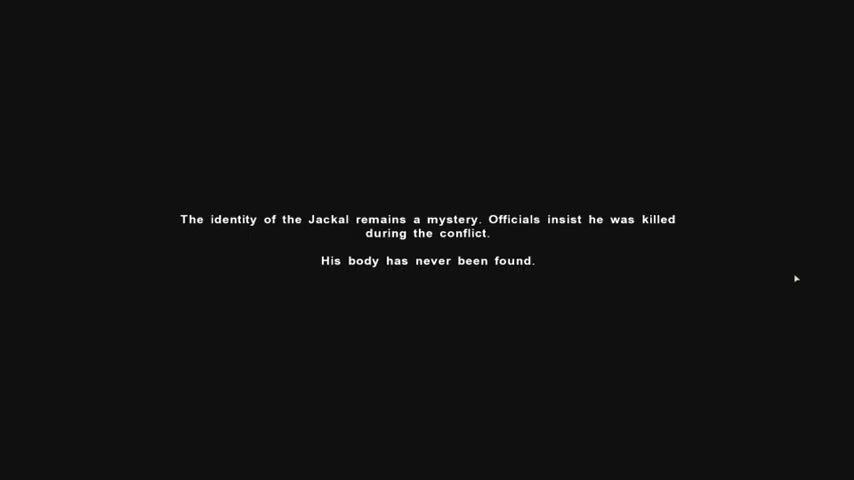 The identity of the Jackal remains a mystery. Officials insist he was killed
during the conflict.
His body has never been found.